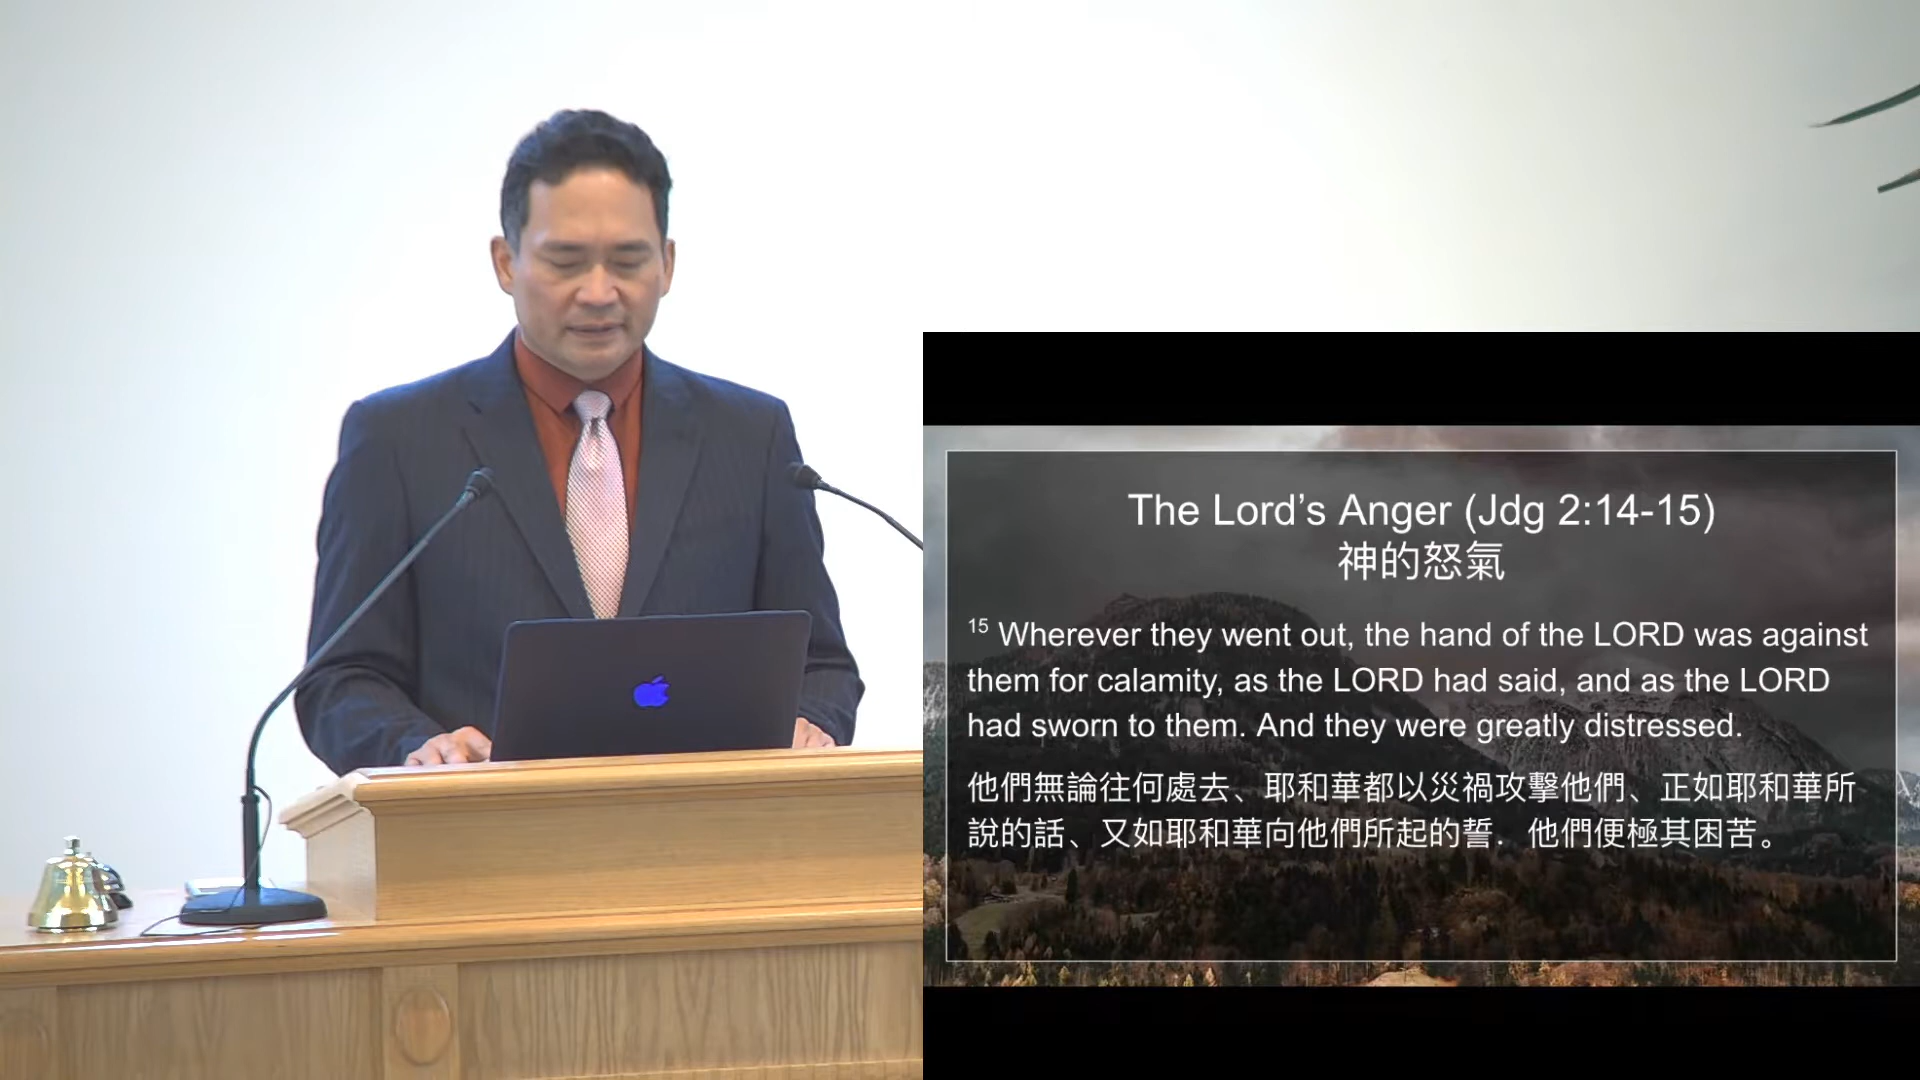 The Lord’s Anger (Jdg 2:14-15)
神的怒氣
15 Wherever they went out, the hand of the LORD was against
them for calamity, as the LORD had said, and as the LORD
had sworn to them. And they were greatly distressed.
他們無論往何處去、耶和華都以災禍攻擊他們、正如耶和華所
說的話、又如耶和華向他們所起的誓．他們便極其困苦。